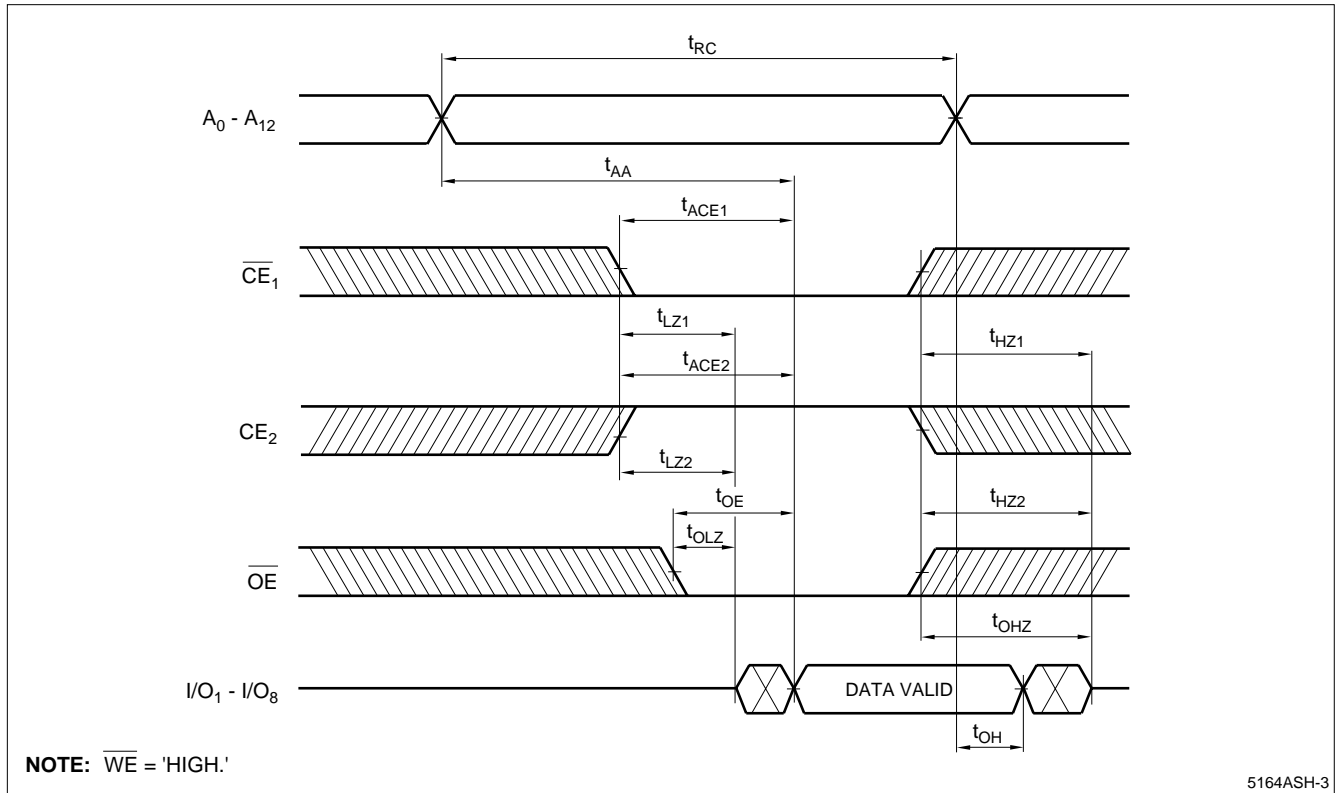 tRC
A0 - A12
tAA
tACE1
CE1
tLZ1
tHZ1
tACE2
CE2
tLZ2
tOE
tHZ2
tOLZ
OE
tOHZ
I/O1 - I/O8
DATA VALID
tOH
NOTE: WE = 'HIGH.'
5164ASH-3